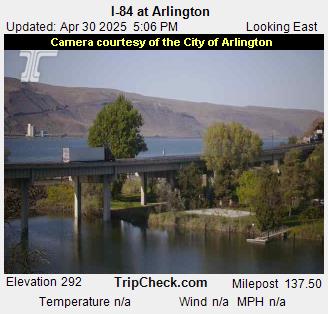 I-84 at Arlington
Updated: Apr 30 2025 5:06 PM Looking East
Camera courtesy of the City of Arlington
Elevation 292 TripCheck.com Milepost 137.50
Temperature n/a Wind n/a MPH n/a